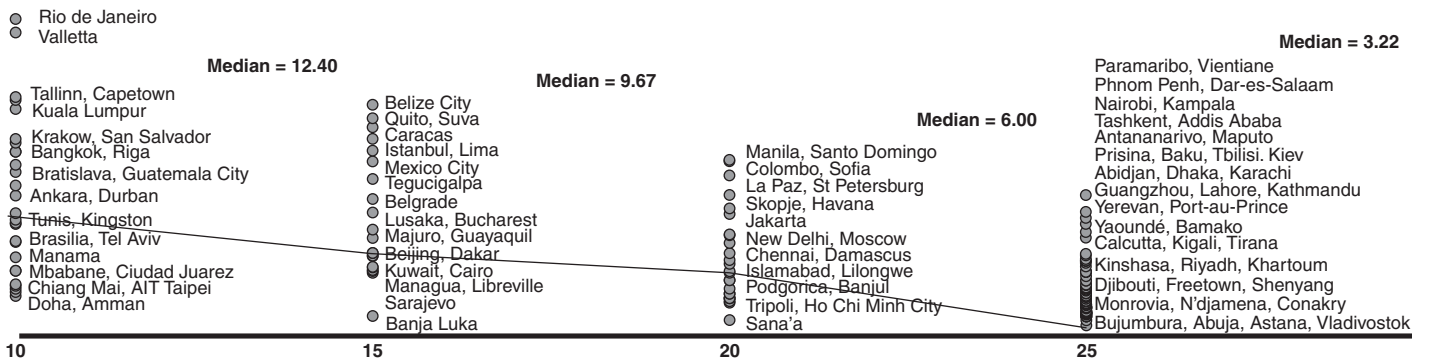 Rio de Janeiro
Valletta
Median = 12.40
Tallinn, Capetown
Kuala Lumpur
Krakow, San Salvador
Bangkok, Riga
Bratislava, Guatemala City
Ankara, Durban
Tunis, Kingston
Brasilia, Tel Aviv
Manama
Mbabane, Ciudad Juarez
Chiang Mai, AIT Taipei
Doha, Amman
Median = 9.67
Belize City
Quito, Suva
Caracas
Istanbul, Lima
Mexico City
Tegucigalpa
Belgrade
Lusaka, Bucharest
Majuro, Guayaquil
Beijing, Dakar
Kuwait, Cairo
Managua, Libreville
Sarajevo
Banja Luka
Median = 6.00
Manila, Santo Domingo
Colombo, Sofia
La Paz, St Petersburg
Skopje, Havana
Jakarta
New Delhi, Moscow
Chennai, Damascus
Islamabad, Lilongwe
Podgorica, Banjul
Tripoli, Ho Chi Minh City
Sana’a
Median = 3.22
Paramaribo, Vientiane
Phnom Penh, Dar-es-Salaam
Nairobi, Kampala
Tashkent, Addis Ababa
Antananarivo, Maputo
Prisina, Baku, Tbilisi. Kiev
Abidjan, Dhaka, Karachi
Guangzhou, Lahore, Kathmandu
Yerevan, Port-au-Prince
Yaoundé, Bamako
Calcutta, Kigali, Tirana
Kinshasa, Riyadh, Khartoum
Djibouti, Freetown, Shenyang
Monrovia, N’djamena, Conakry
Bujumbura, Abuja, Astana, Vladivostok
10 15 20 25